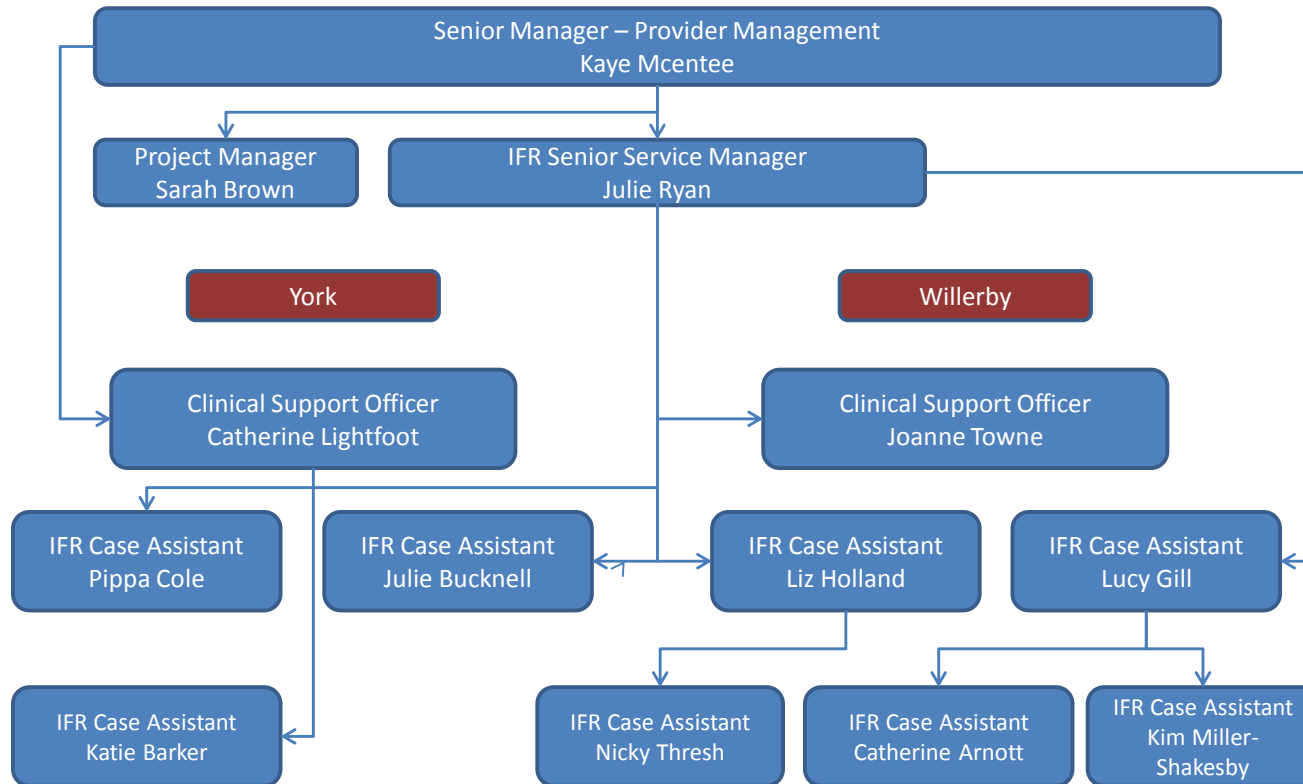 Senior Manager – Provider Management
Kaye Mcentee
Project Manager
Sarah Brown
IFR Senior Service Manager
Julie Ryan
York
Willerby
Clinical Support Officer
Catherine Lightfoot
Clinical Support Officer
Joanne Towne
IFR Case Assistant
Pippa Cole
IFR Case Assistant
Julie Bucknell
IFR Case Assistant
Liz Holland
IFR Case Assistant
Lucy Gill
IFR Case Assistant
Katie Barker
IFR Case Assistant
Nicky Thresh
IFR Case Assistant
Catherine Arnott
IFR Case Assistant
Kim Miller-
Shakesby